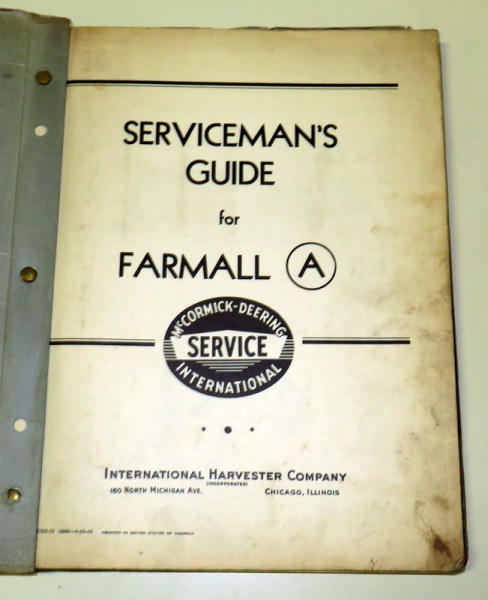 SERVICEMAN'S
GUIDE
for
FARMALL A
McCORMICK-DEERING
SERVICE
INTERNATIONAL
INTERNATIONAL HARVESTER COMPANY
(INCORPORATED)
160 NORTH MICHIGAN AVE. CHICAGO, ILLINOIS
PRINTED IN UNITED STATES OF AMERICA